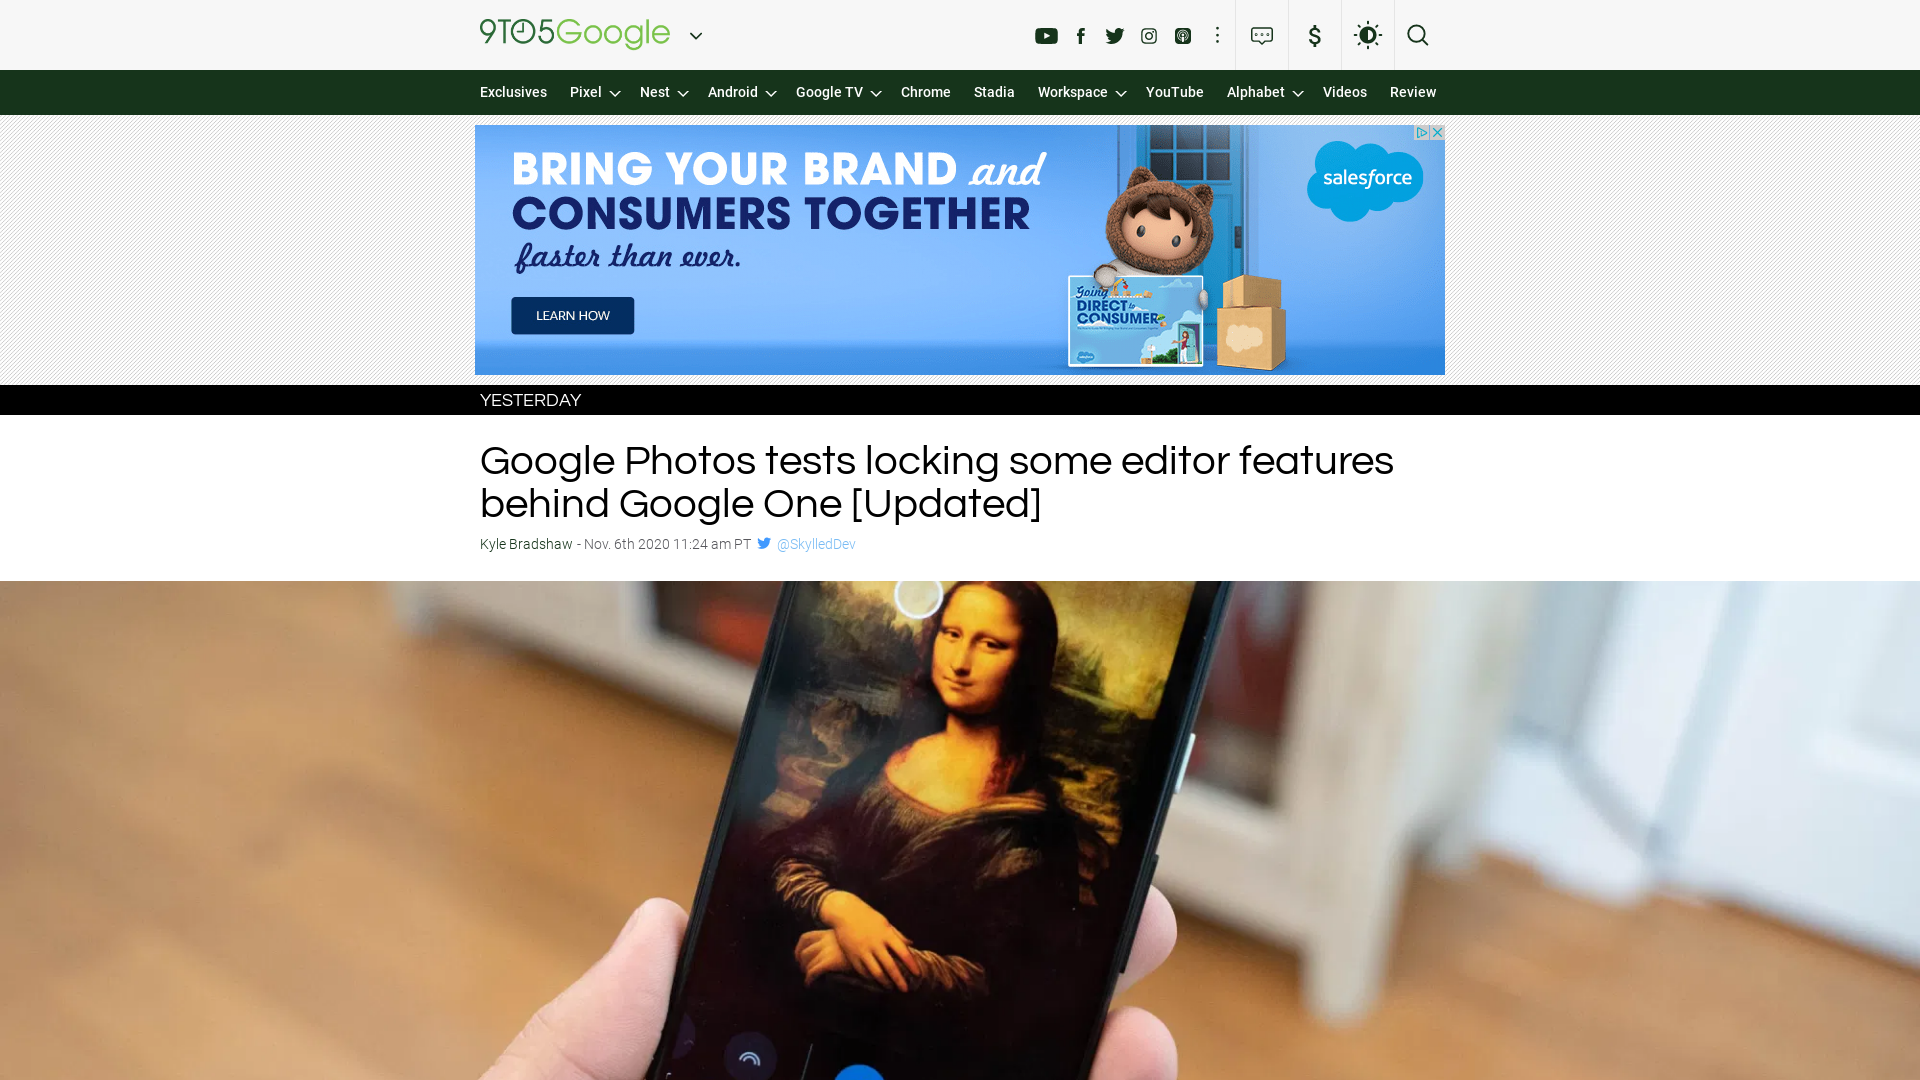 9TO5Google
Exclusives Pixel Nest Android Google TV Chrome Stadia Workspace YouTube Alphabet Videos Review
BRING YOUR BRAND and
CONSUMERS TOGETHER
faster than ever.
LEARN HOW
salesforce
Going
DIRECT to
CONSUMER
YESTERDAY
Google Photos tests locking some editor features
behind Google One [Updated]
Kyle Bradshaw - Nov. 6th 2020 11:24 am PT @SkylledDev